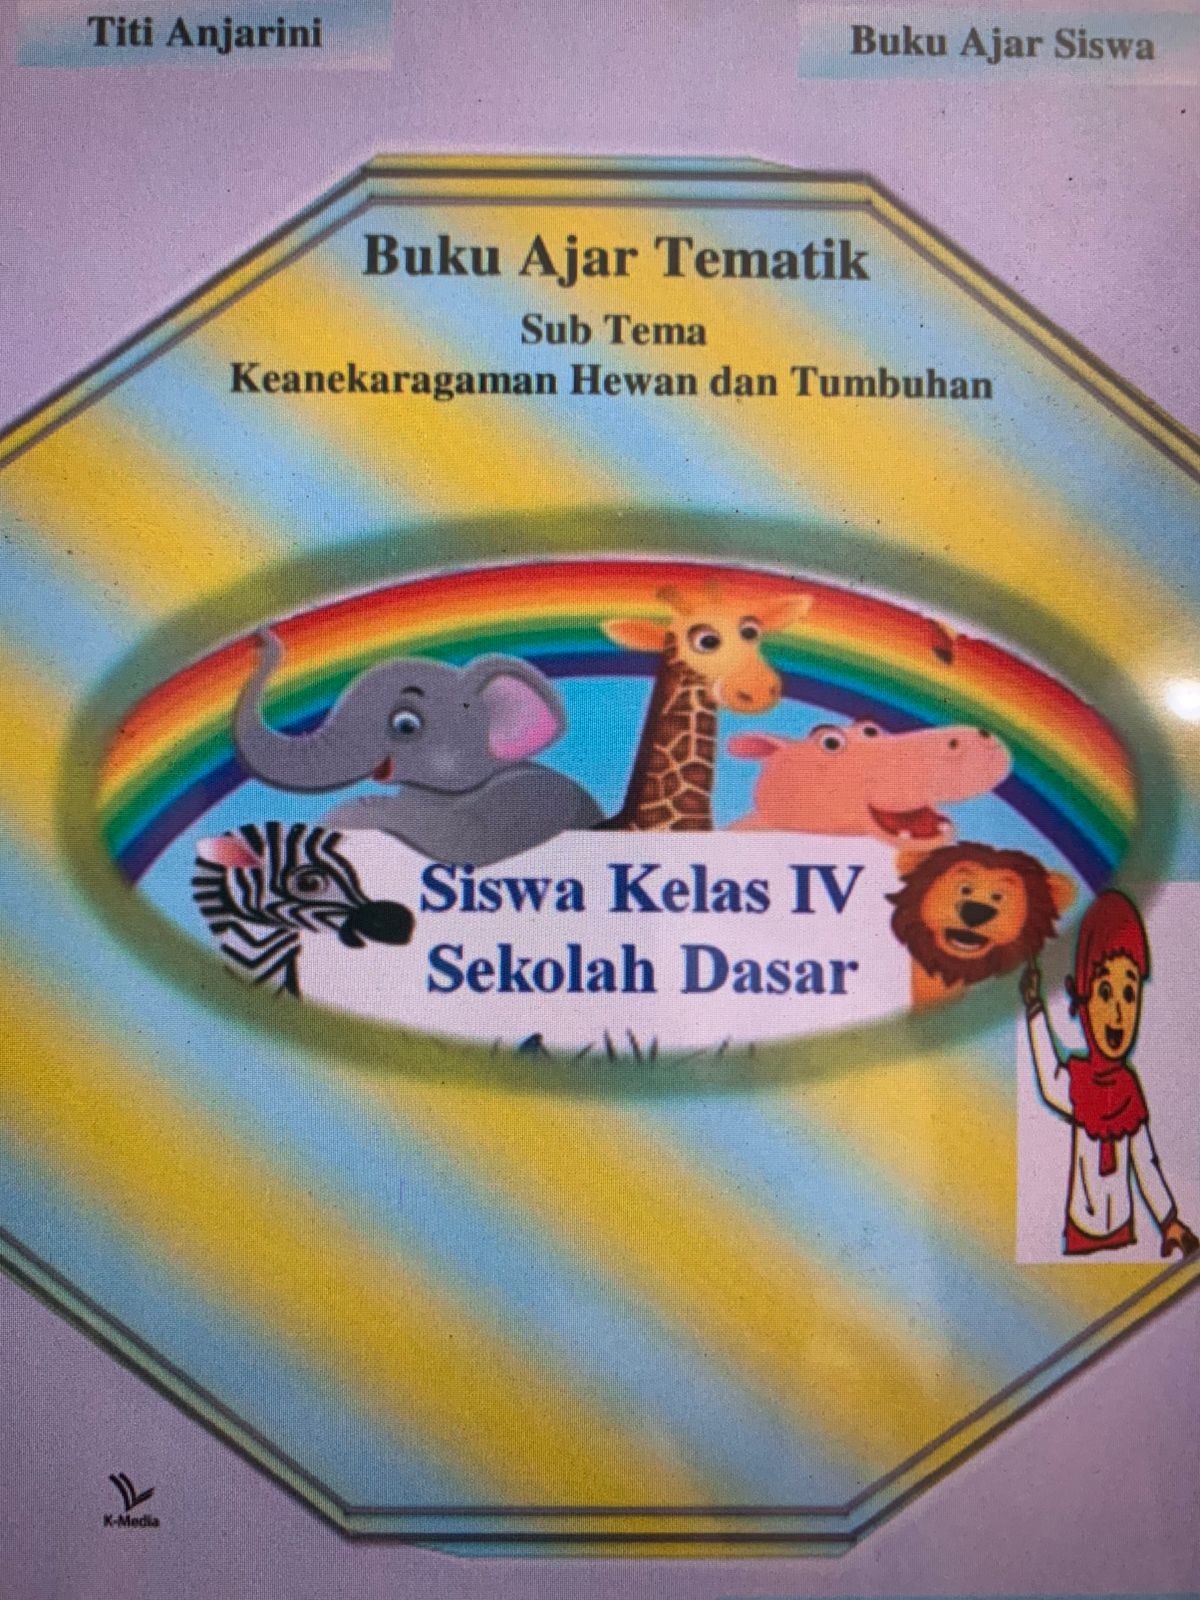 Titi Anjarini
Buku Ajar Siswa
Buku Ajar Tematik
Sub Tema
Keanekaragaman Hewan dan Tumbuhan
Siswa Kelas IV
Sekolah Dasar
K-Media